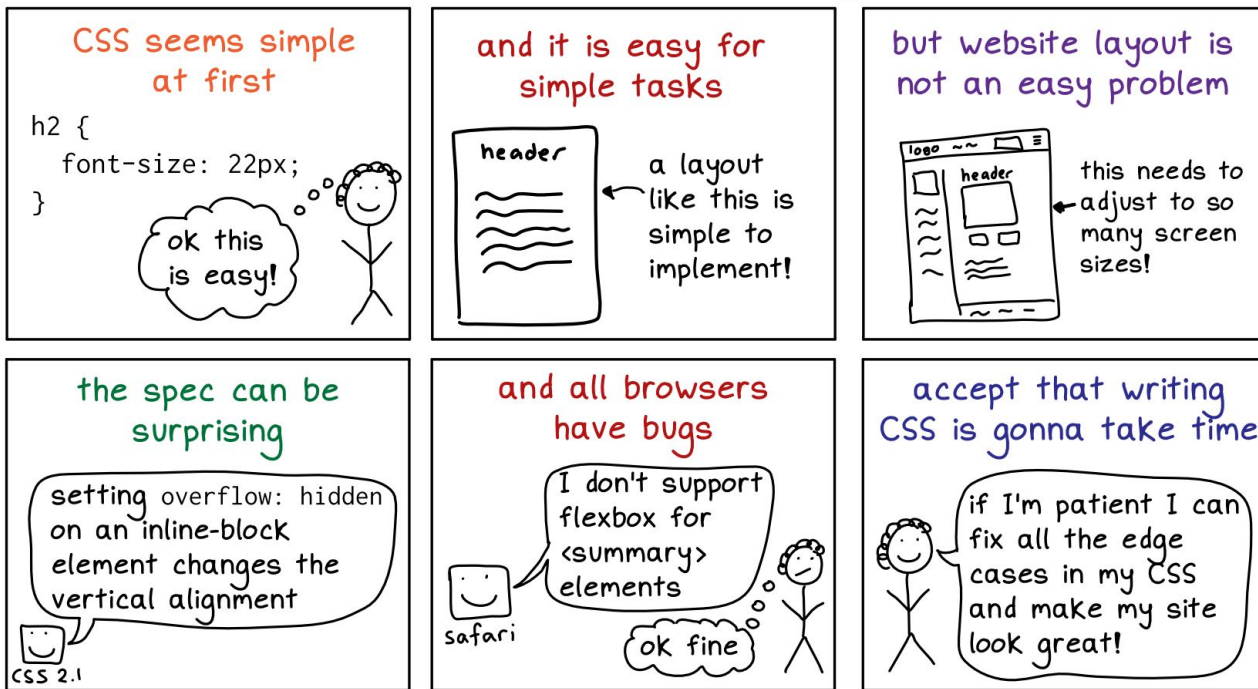 CSS seems simple
at first
h2 {
font-size: 22px;
}
ok this
is easy!
and it is easy for
simple tasks
header
a layout
like this is
simple to
implement!
but website layout is
not an easy problem
logo
header
this needs to
adjust to so
many screen
sizes!
the spec can be
surprising
setting overflow: hidden
on an inline-block
element changes the
vertical alignment
CSS 2.1
and all browsers
have bugs
I don't support
flexbox for
<summary>
elements
safari
ok fine
accept that writing
CSS is gonna take time
if I'm patient I can
fix all the edge
cases in my CSS
and make my site
look great!